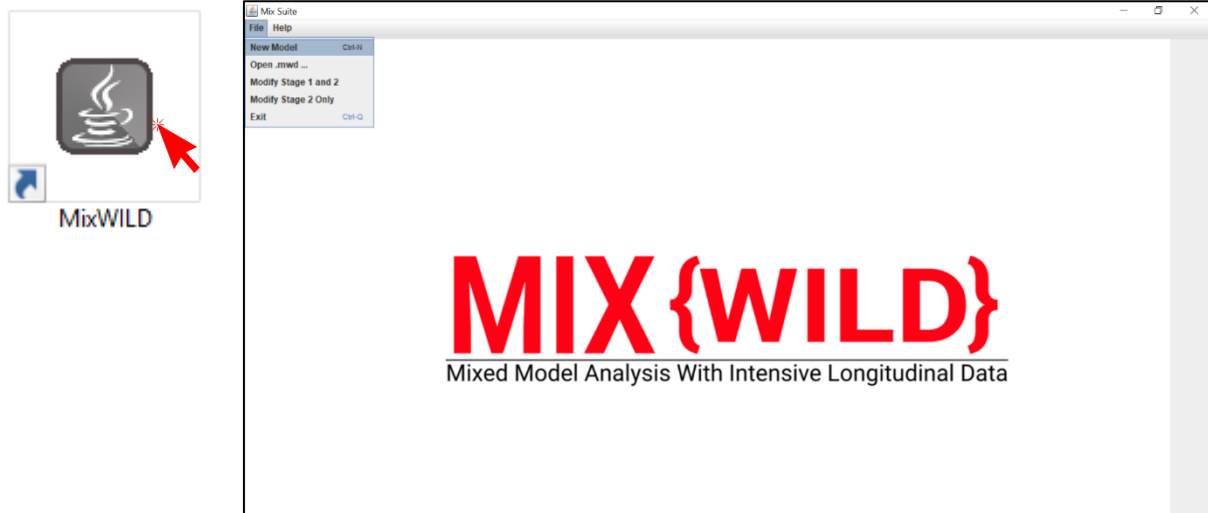 MixWILD
Mix Suite
File Help
New Model Ctrl-N
Open .mwd ...
Modify Stage 1 and 2
Modify Stage 2 Only
Exit Ctrl-Q
MIX {WILD}
Mixed Model Analysis With Intensive Longitudinal Data